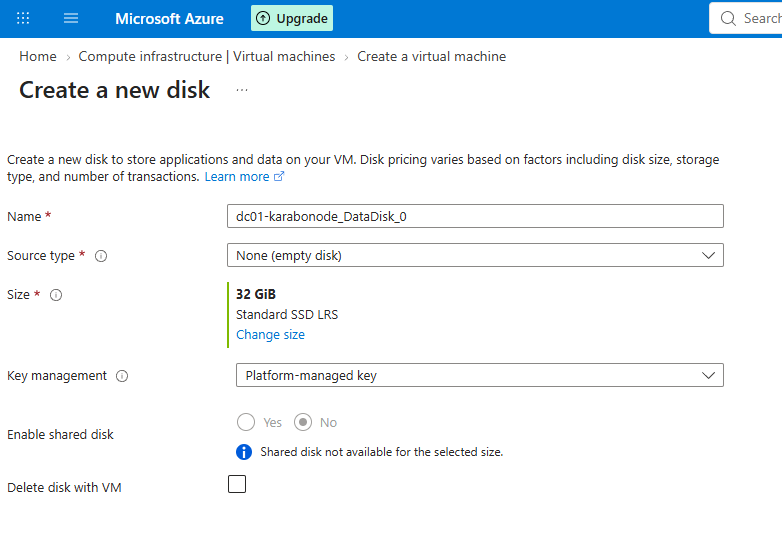 Microsoft Azure
Upgrade
Search
Home > Compute infrastructure | Virtual machines > Create a virtual machine
Create a new disk ...
Create a new disk to store applications and data on your VM. Disk pricing varies based on factors including disk size, storage
type, and number of transactions. Learn more
Name * dc01-karabonode_DataDisk_0
Source type * None (empty disk)
Size * 32 GiB
Standard SSD LRS
Change size
Key management Platform-managed key
Enable shared disk Yes No
Shared disk not available for the selected size.
Delete disk with VM